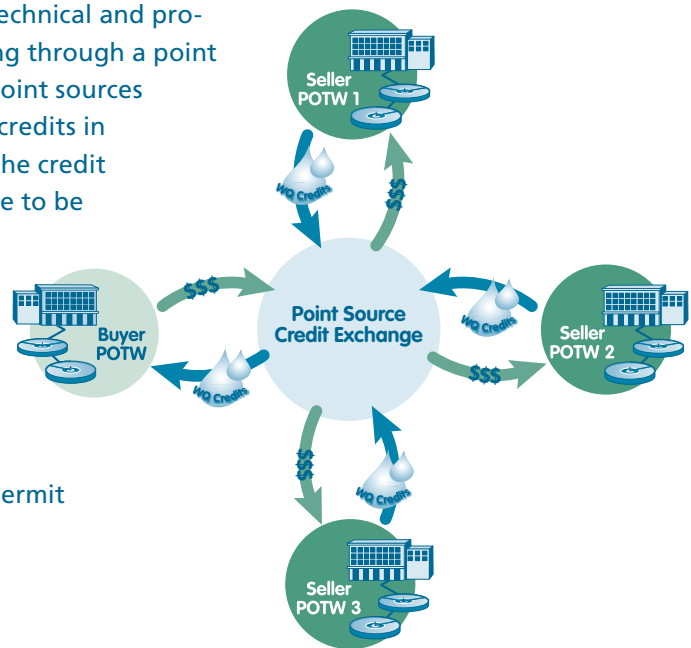 echnical and pro-
ng through a point
oint sources
credits in
he credit
e to be
ermit
Seller
POTW 1
WQ Credits
$$$
Buyer
POTW
$$$
WQ Credits
Point Source
Credit Exchange
WQ Credits
$$$
Seller
POTW 2
$$$
WQ Credits
Seller
POTW 3